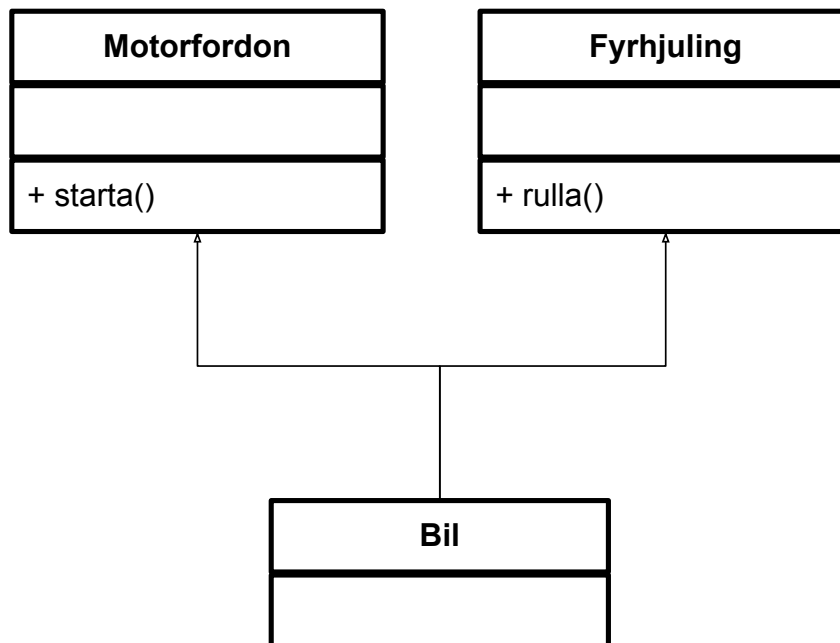 Motorfordon
Fyrhjuling
+ starta()
+ rulla()
Bil